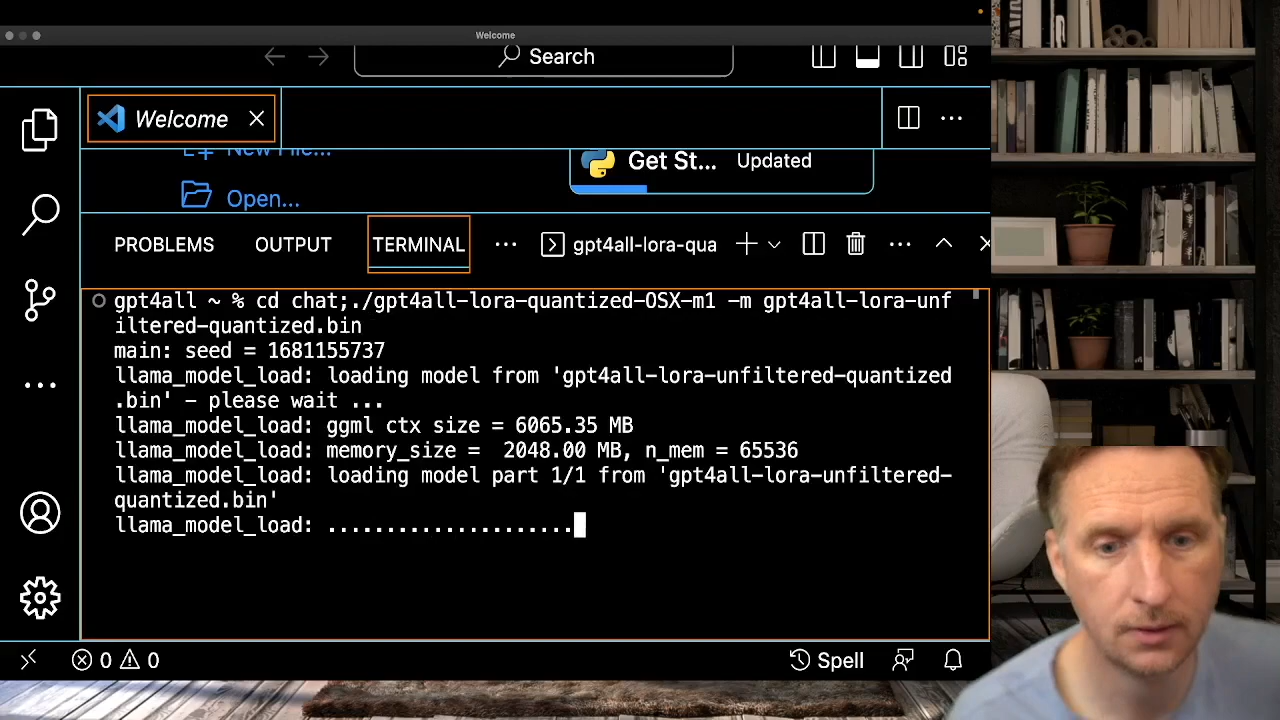 Welcome
Search
Welcome
New File...
Get St... Updated
Open...
PROBLEMS OUTPUT TERMINAL ... gpt4all-lora-qua
gpt4all ~ % cd chat;./gpt4all-lora-quantized-OSX-m1 -m gpt4all-lora-unf
iltered-quantized.bin
main: seed = 1681155737
llama_model_load: loading model from 'gpt4all-lora-unfiltered-quantized
.bin' - please wait ...
llama_model_load: ggml ctx size = 6065.35 MB
llama_model_load: memory_size =  2048.00 MB, n_mem = 65536
llama_model_load: loading model part 1/1 from 'gpt4all-lora-unfiltered-
quantized.bin'
llama_model_load: .....................
0 0 Spell